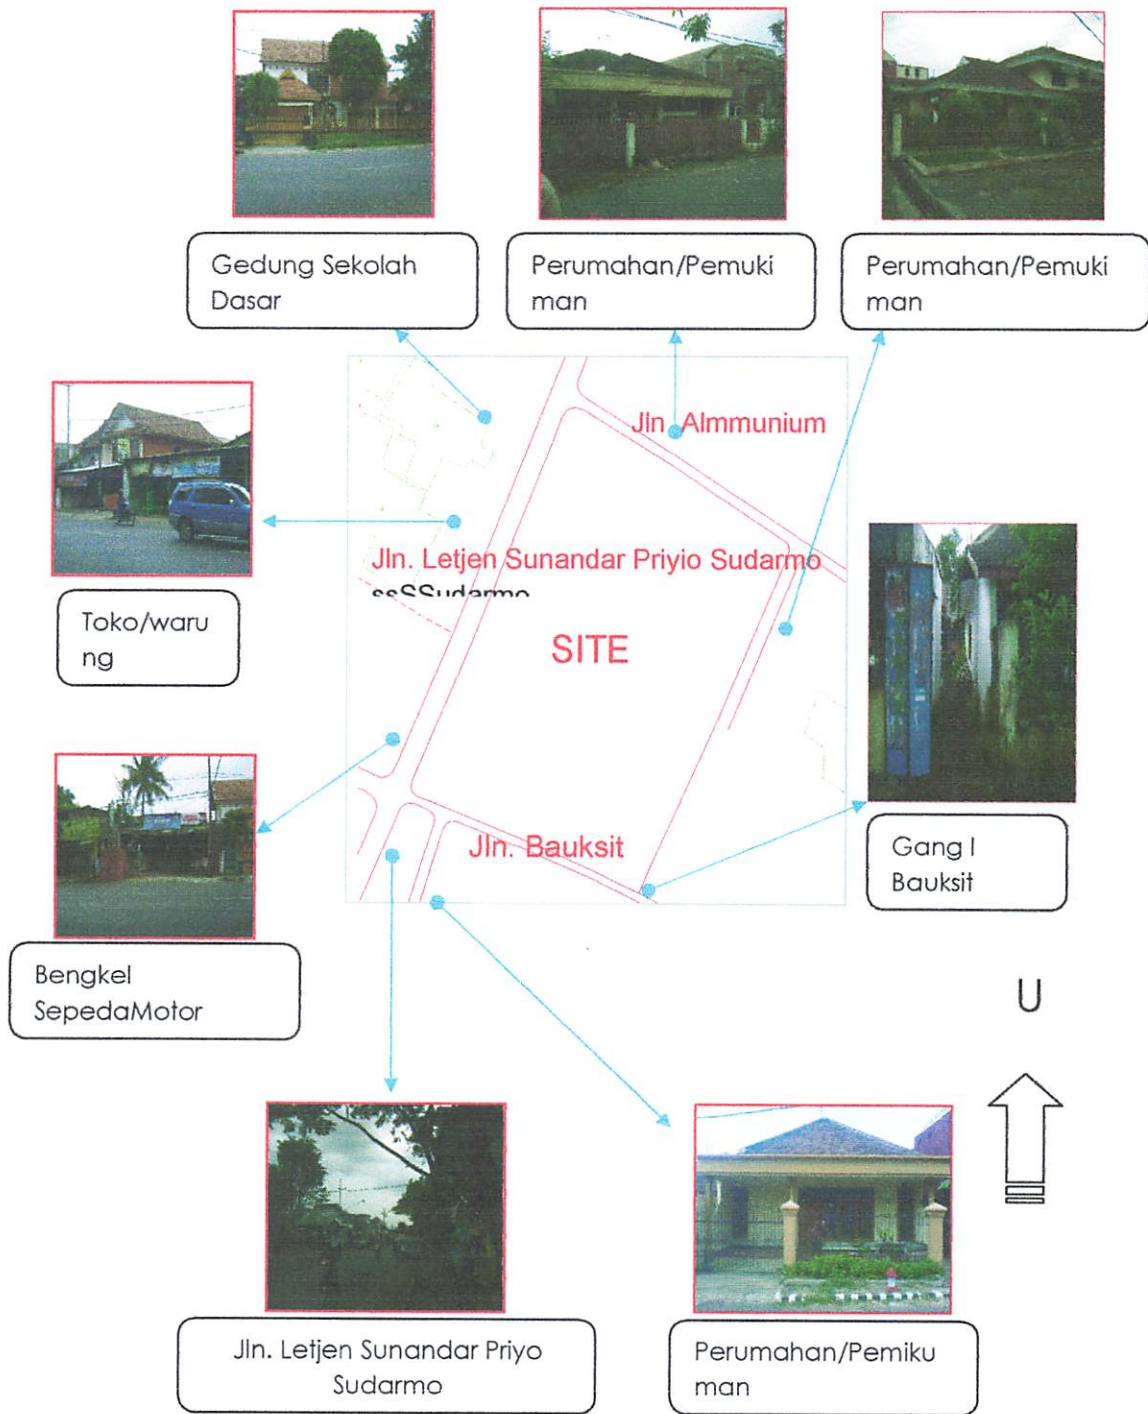 Gedung Sekolah
Dasar
Perumahan/Pemuki
man
Perumahan/Pemuki
man
Jln. Almmunium
Jln. Letjen Sunandar Priyio Sudarmo
ssSSudarmo
Toko/waru
ng
SITE
Jln. Bauksit
Gang I
Bauksit
Bengkel
SepedaMotor
U
Jln. Letjen Sunandar Priyo
Sudarmo
Perumahan/Pemiku
man